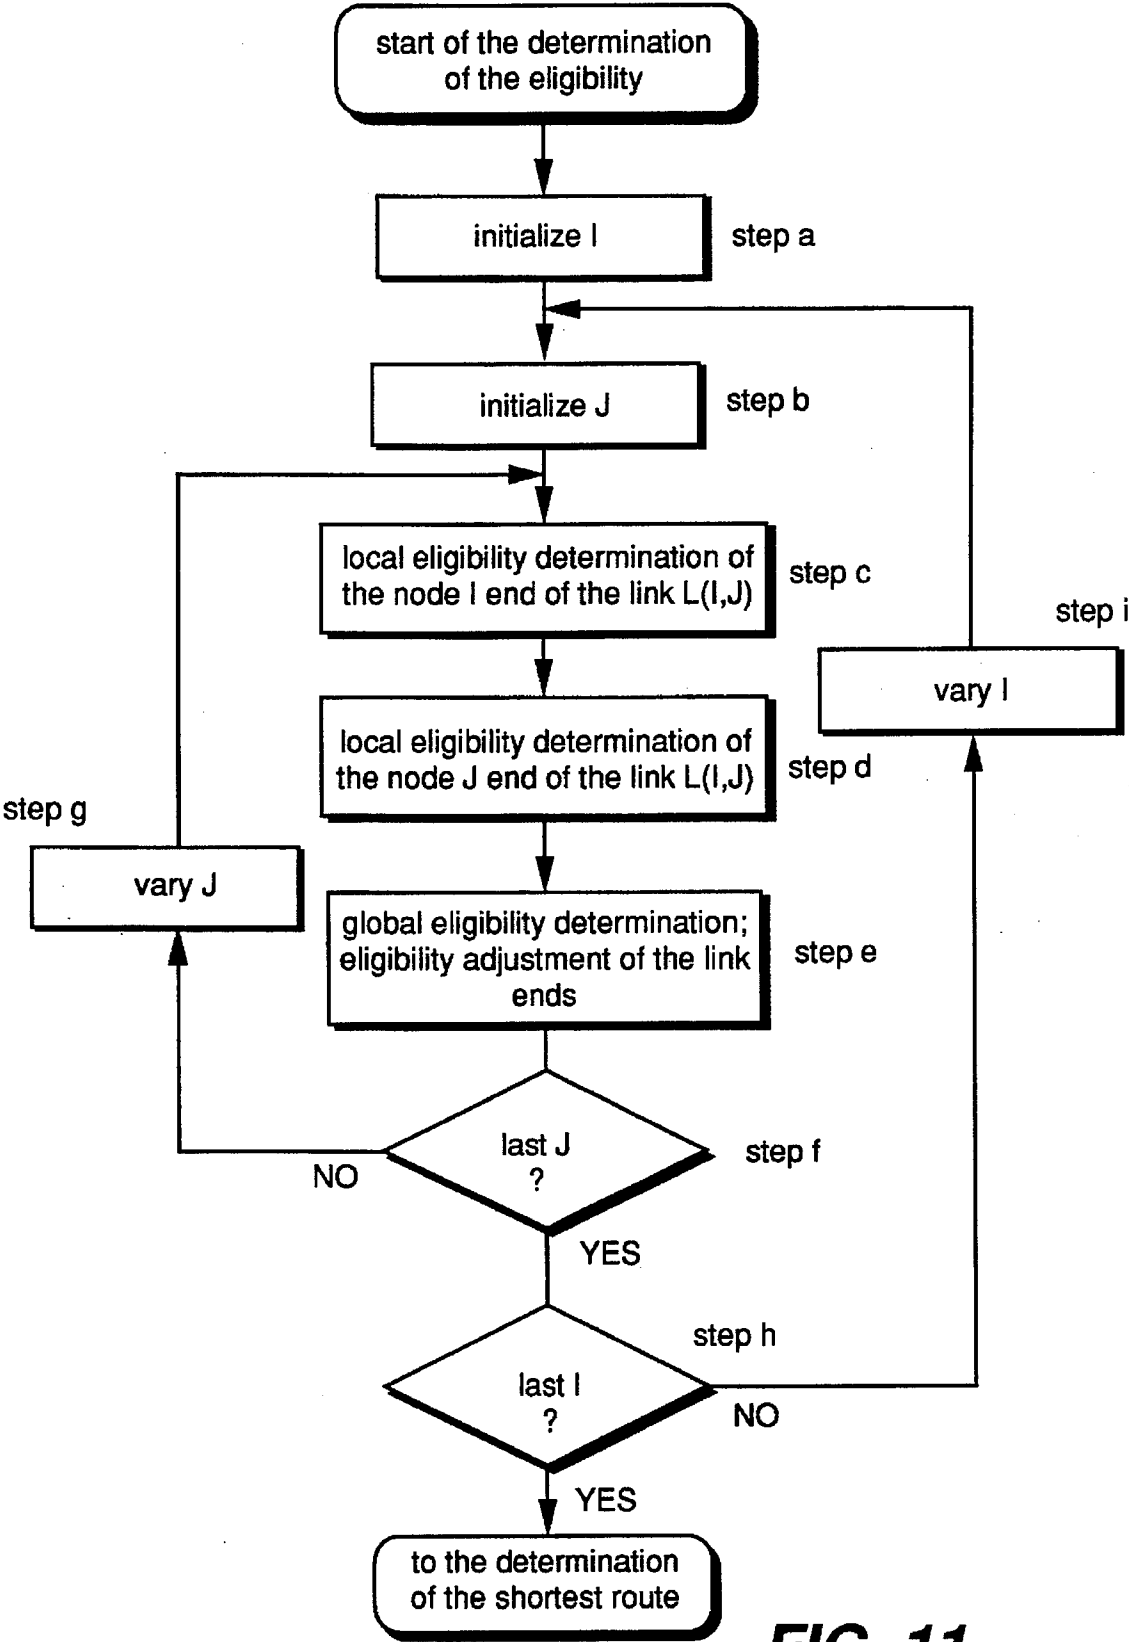 start of the determination
of the eligibility
initialize I
step a
initialize J
step b
local eligibility determination of
the node I end of the link L(I,J)
step c
step i
vary I
local eligibility determination of
the node J end of the link L(I,J)
step d
step g
vary J
global eligibility determination;
eligibility adjustment of the link
ends
step e
last J
?
step f
NO
YES
step h
last I
?
NO
YES
to the determination
of the shortest route
FIG. 11